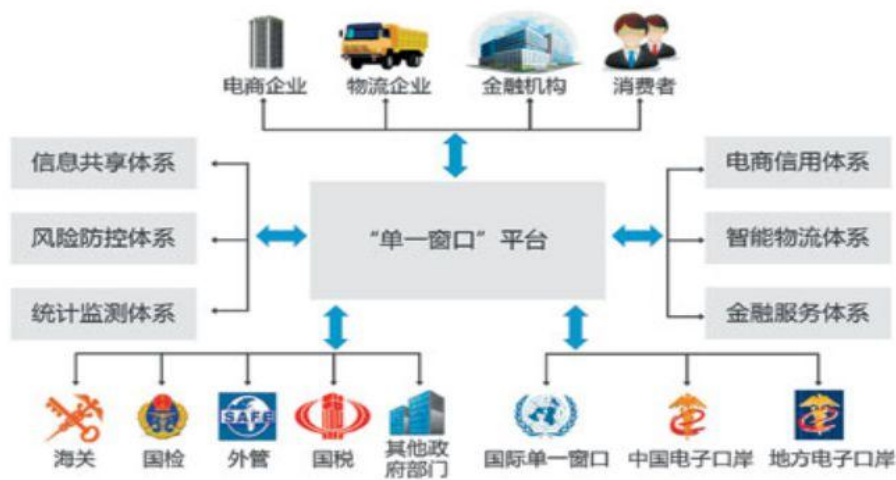 电商企业 物流企业 金融机构 消费者
信息共享体系
电商信用体系
风险防控体系
“单一窗口”平台
智能物流体系
统计监测体系
金融服务体系
SAFE
海关 国检 外管 国税 其他政
府部门
国际单一窗口 中国电子口岸 地方电子口岸